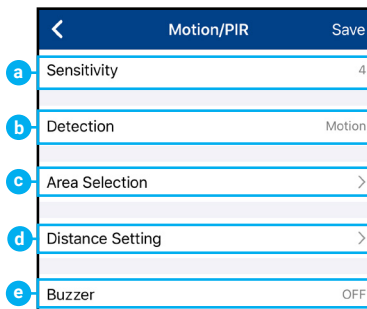 Motion/PIR Save
a Sensitivity 4
b Detection Motion
c Area Selection
d Distance Setting
e Buzzer OFF